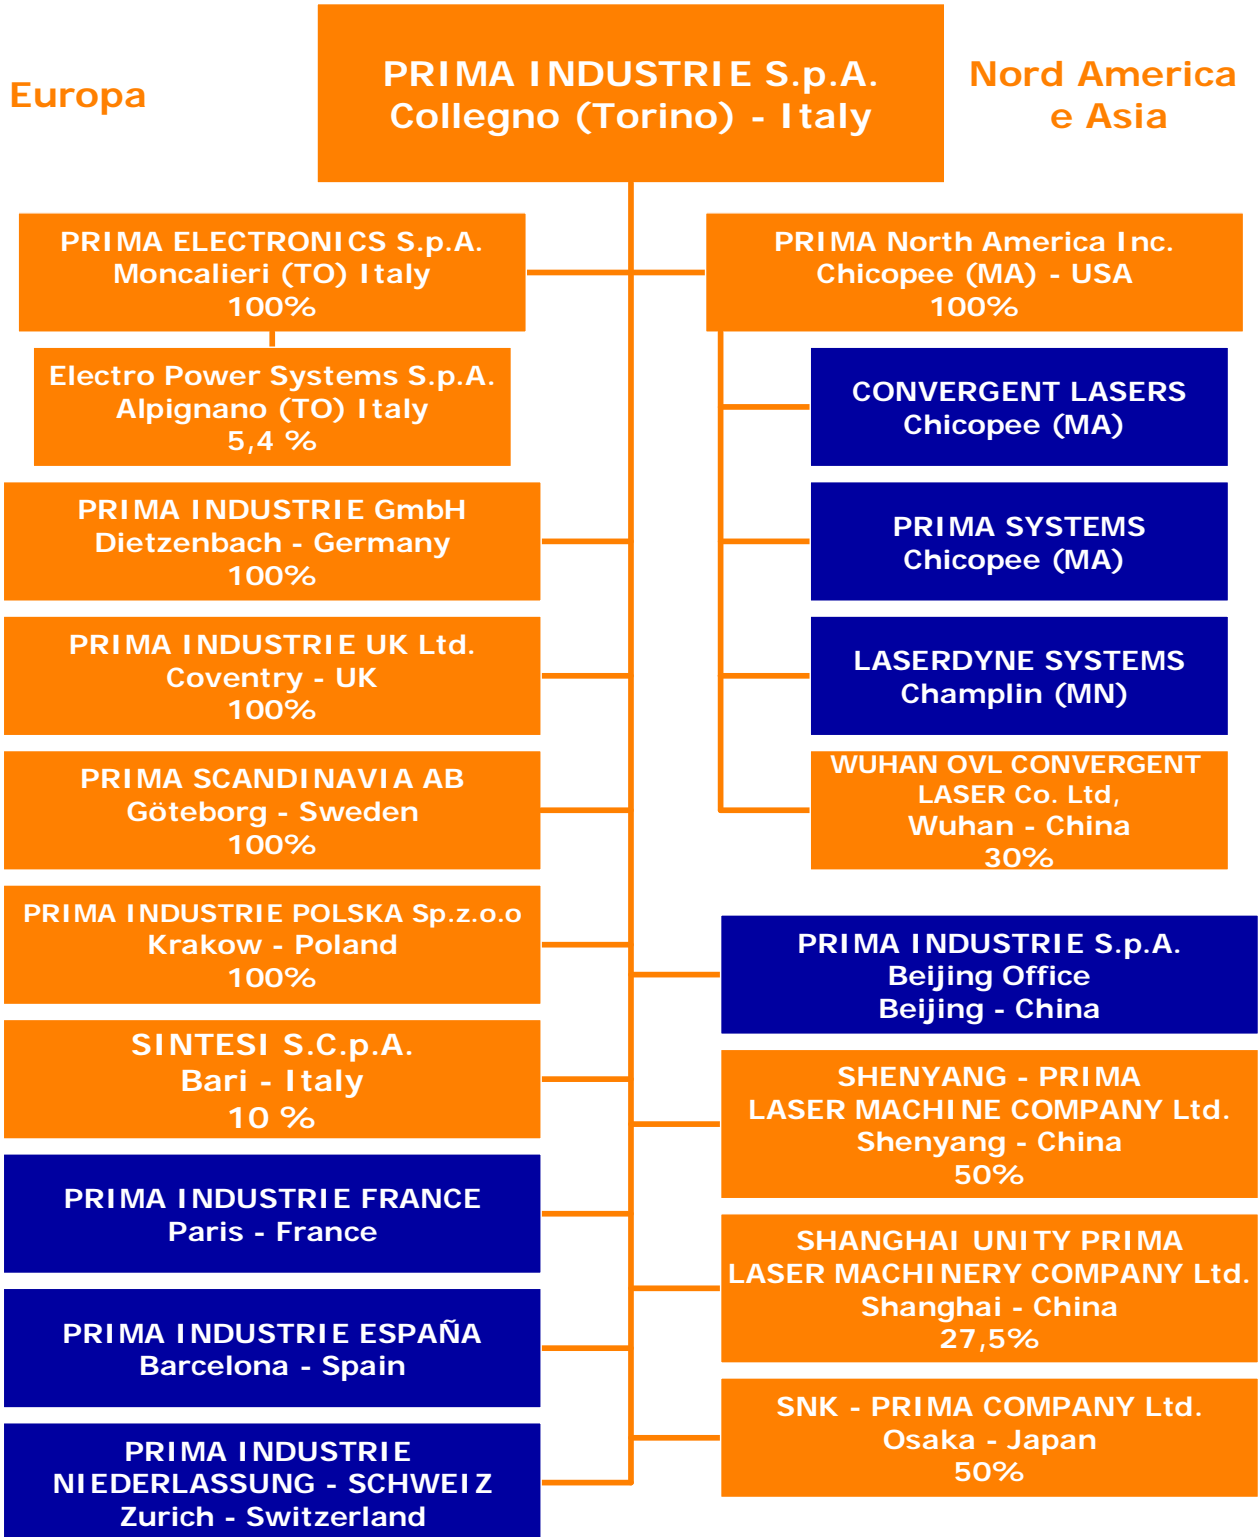 Europa
PRIMA INDUSTRIE S.p.A.
Collegno (Torino) - Italy
Nord America
e Asia
PRIMA ELECTRONICS S.p.A.
Moncalieri (TO) Italy
100%
Electro Power Systems S.p.A.
Alpignano (TO) Italy
5,4 %
PRIMA INDUSTRIE GmbH
Dietzenbach - Germany
100%
PRIMA INDUSTRIE UK Ltd.
Coventry - UK
100%
PRIMA SCANDINAVIA AB
Göteborg - Sweden
100%
PRIMA INDUSTRIE POLSKA Sp.z.o.o
Krakow - Poland
100%
SINTESI S.C.p.A.
Bari - Italy
10 %
PRIMA INDUSTRIE FRANCE
Paris - France
PRIMA INDUSTRIE ESPAÑA
Barcelona - Spain
PRIMA INDUSTRIE
NIEDERLASSUNG - SCHWEIZ
Zurich - Switzerland
PRIMA North America Inc.
Chicopee (MA) - USA
100%
CONVERGENT LASERS
Chicopee (MA)
PRIMA SYSTEMS
Chicopee (MA)
LASERDYNE SYSTEMS
Champlin (MN)
WUHAN OVL CONVERGENT
LASER Co. Ltd,
Wuhan - China
30%
PRIMA INDUSTRIE S.p.A.
Beijing Office
Beijing - China
SHENYANG - PRIMA
LASER MACHINE COMPANY Ltd.
Shenyang - China
50%
SHANGHAI UNITY PRIMA
LASER MACHINERY COMPANY Ltd.
Shanghai - China
27,5%
SNK - PRIMA COMPANY Ltd.
Osaka - Japan
50%